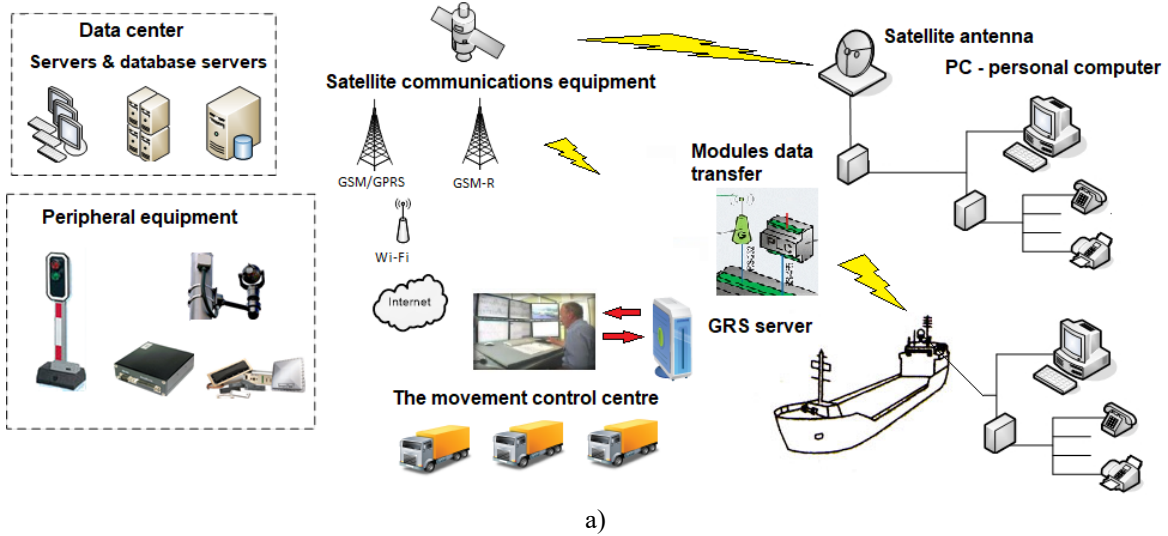 Data center
Servers & database servers
Peripheral equipment
Satellite communications equipment
GSM/GPRS
GSM-R
Wi-Fi
Internet
The movement control centre
Modules data
transfer
GRS server
Satellite antenna
PC - personal computer
a)